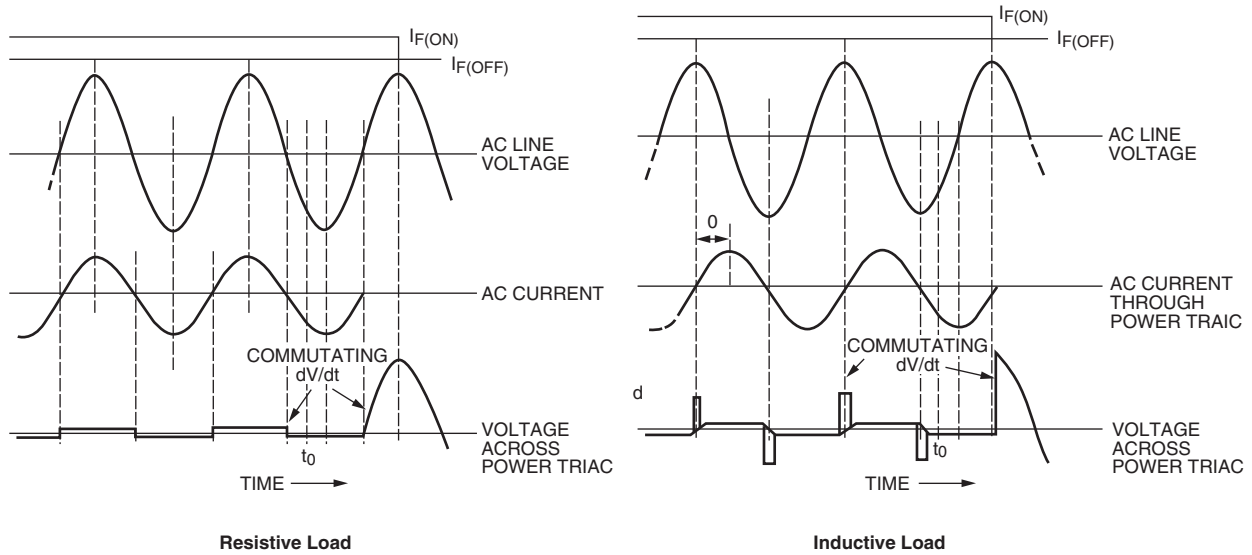 IF(ON)
IF(OFF)
AC LINE
VOLTAGE
AC CURRENT
COMMUTATING
dV/dt
VOLTAGE
ACROSS
POWER TRIAC
t0
TIME
Resistive Load
IF(ON)
IF(OFF)
AC LINE
VOLTAGE
0
AC CURRENT
THROUGH
POWER TRAIC
COMMUTATING
dV/dt
d
VOLTAGE
ACROSS
POWER TRIAC
t0
TIME
Inductive Load